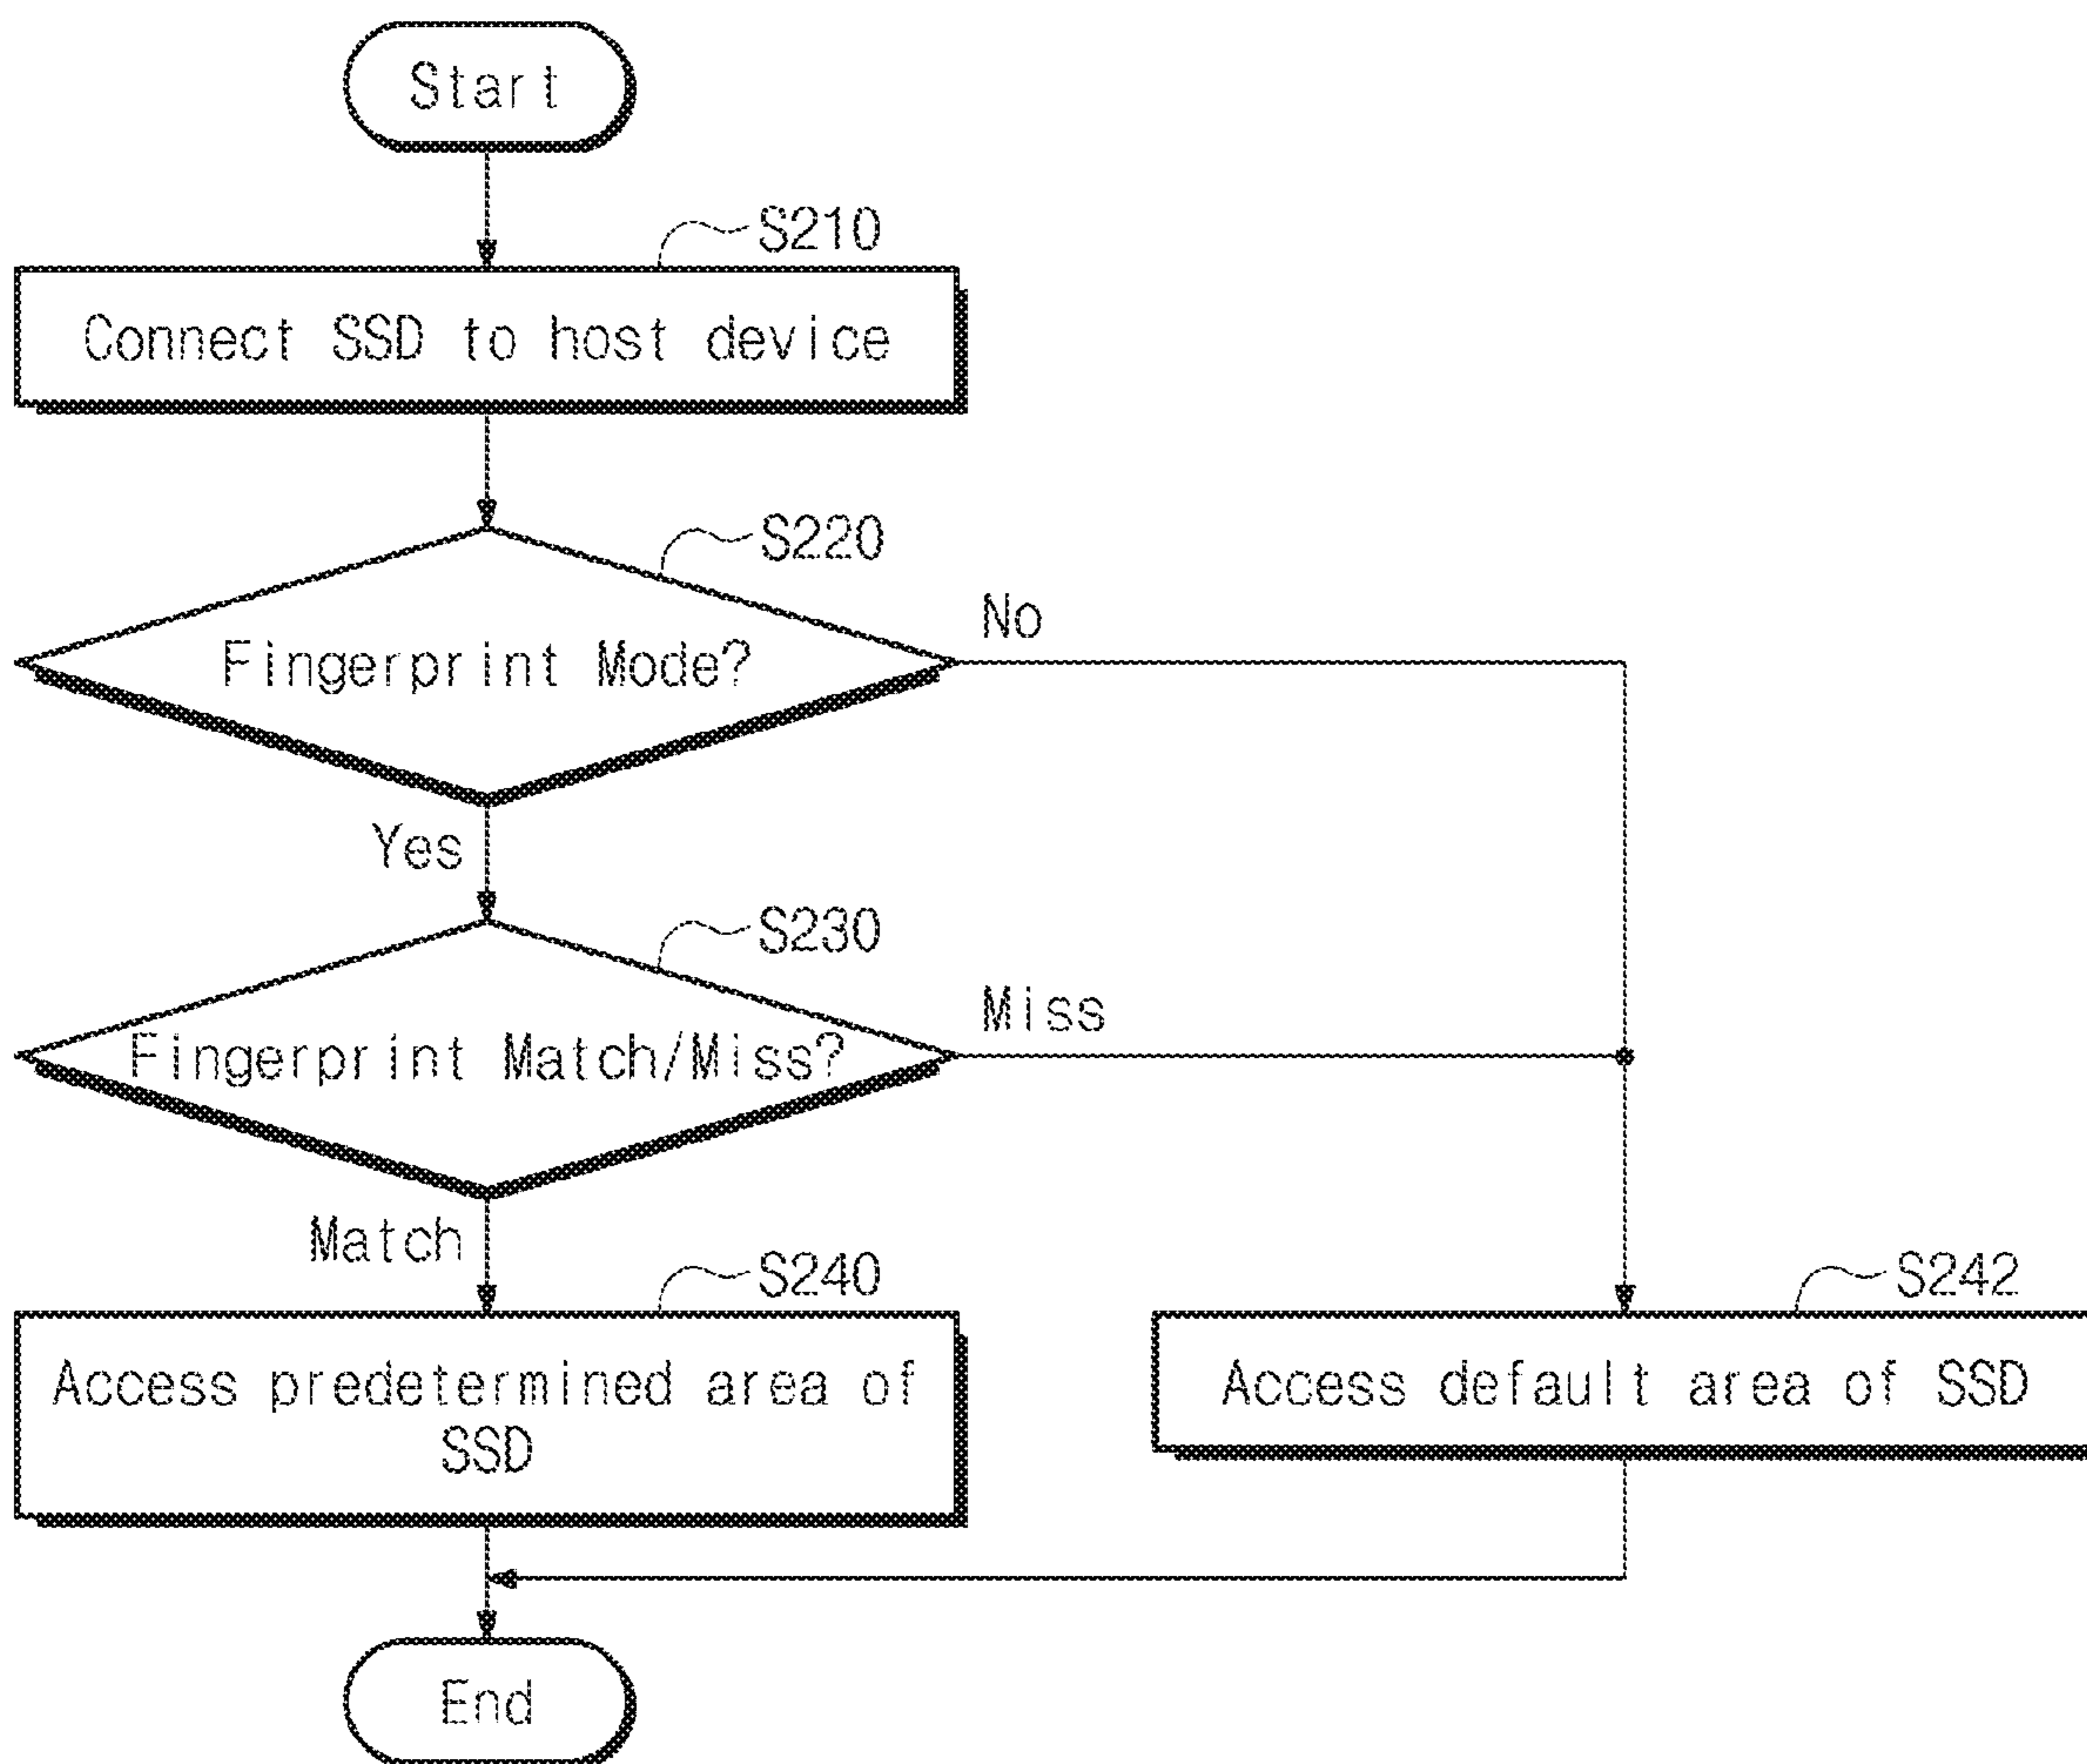 Start
S210
Connect SSD to host device
S220
Fingerprint Mode?
No
Yes
S230
Fingerprint Match/Miss?
Miss
Match
S240
Access predetermined area of
SSD
S242
Access default area of SSD
End